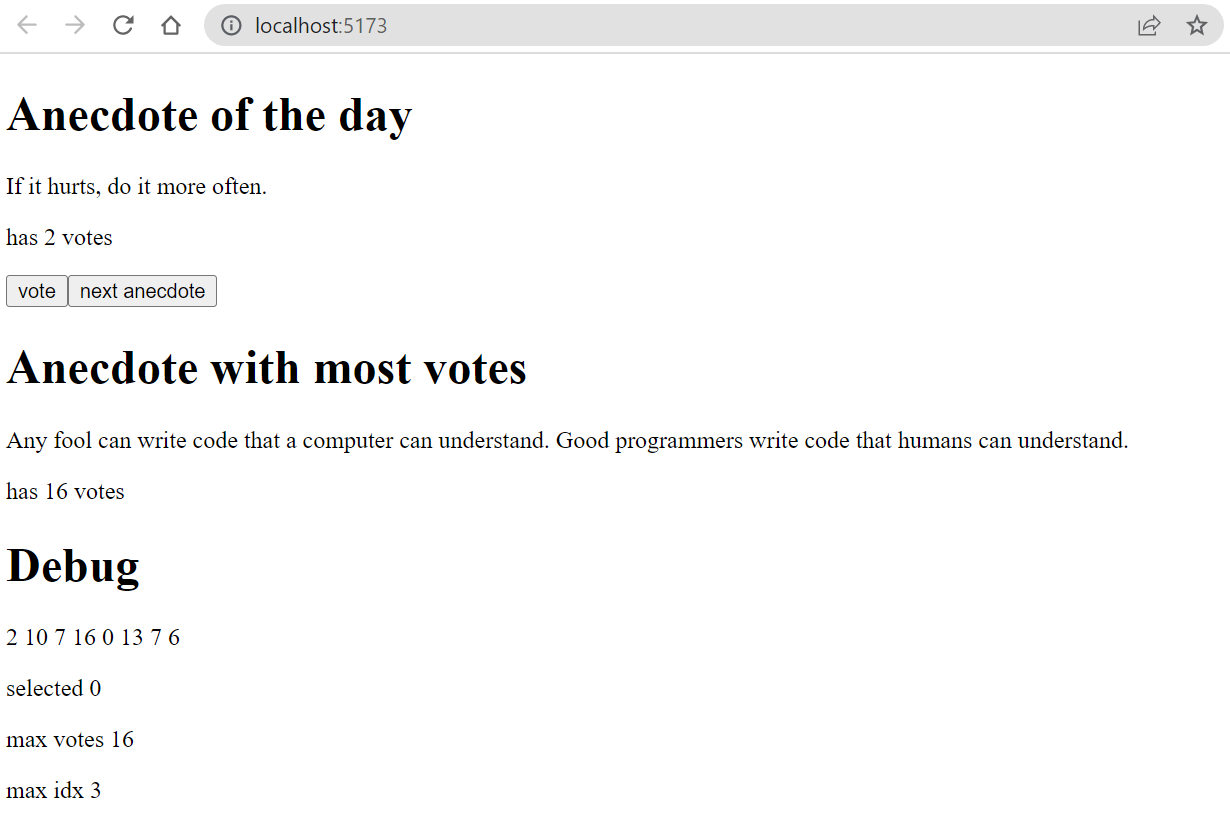 localhost:5173
Anecdote of the day
If it hurts, do it more often.
has 2 votes
vote next anecdote
Anecdote with most votes
Any fool can write code that a computer can understand. Good programmers write code that humans can understand.
has 16 votes
Debug
2 10 7 16 0 13 7 6
selected 0
max votes 16
max idx 3